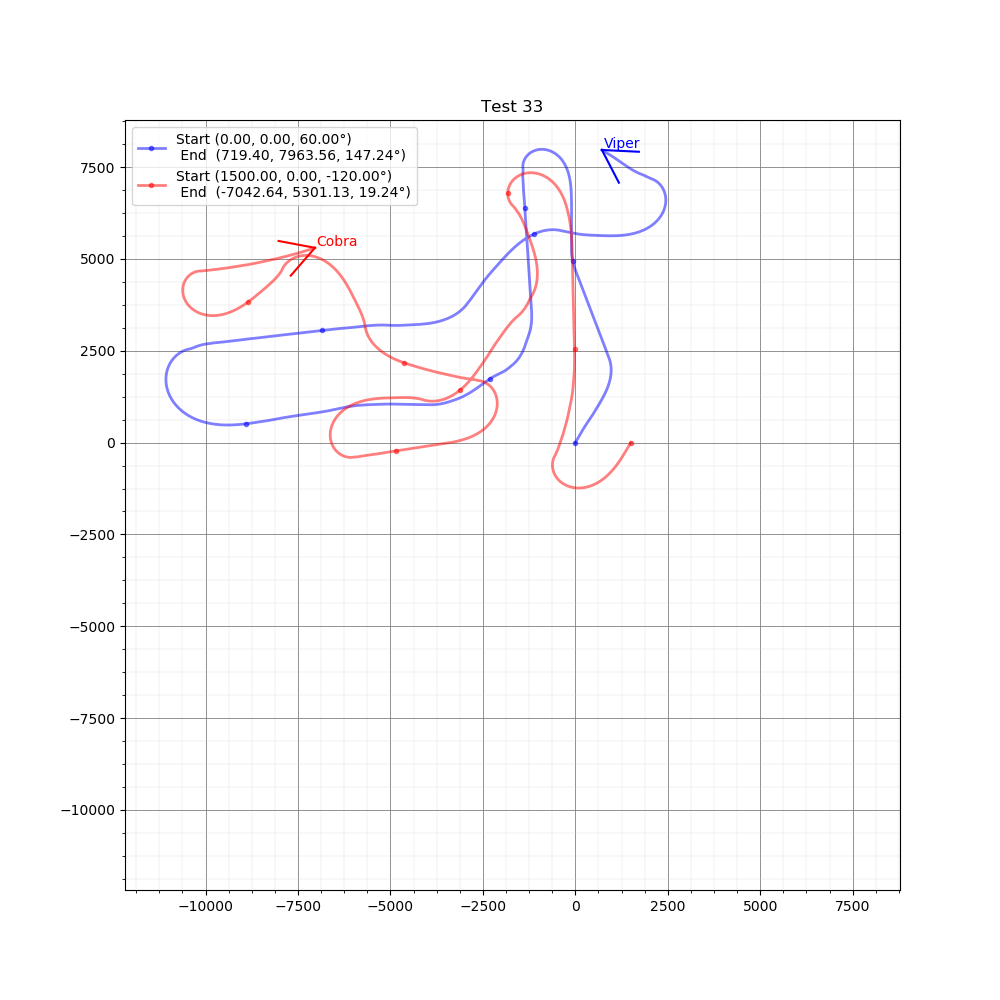 Test 33
Start (0.00, 0.00, 60.00°)
End (719.40, 7963.56, 147.24°)
Start (1500.00, 0.00, -120.00°)
End (-7042.64, 5301.13, 19.24°)
Viper
Cobra
7500
5000
2500
0
−2500
−5000
−7500
−10000
−10000 −7500 −5000 −2500 0 2500 5000 7500